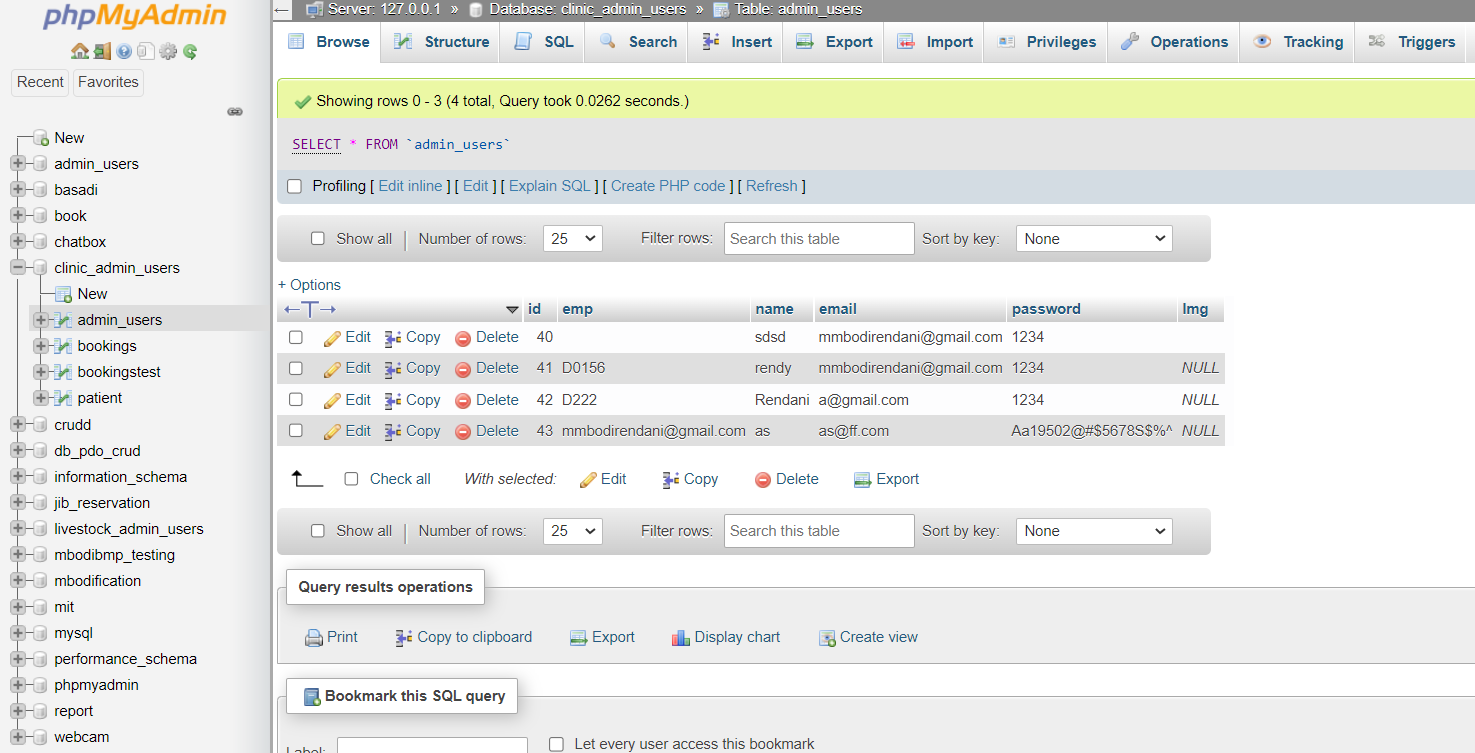 phpMyAdmin
Recent Favorites
New
admin_users
basadi
book
chatbox
clinic_admin_users
New
admin_users
bookings
bookingstest
patient
crudd
db_pdo_crud
information_schema
jib_reservation
livestock_admin_users
mbodibmp_testing
mbodification
mit
mysql
performance_schema
phpmyadmin
report
webcam
Server: 127.0.0.1 » Database: clinic_admin_users » Table: admin_users
Browse Structure SQL Search Insert Export Import Privileges Operations Tracking Triggers
Showing rows 0 - 3 (4 total, Query took 0.0262 seconds.)
SELECT * FROM `admin_users`
Profiling [ Edit inline ] [ Edit ] [ Explain SQL ] [ Create PHP code ] [ Refresh ]
Show all | Number of rows: 25 Filter rows: Search this table Sort by key: None
+ Options
id emp name email password Img
Edit Copy Delete 40 sdsd mmbodirendani@gmail.com 1234
Edit Copy Delete 41 D0156 rendy mmbodirendani@gmail.com 1234 NULL
Edit Copy Delete 42 D222 Rendani a@gmail.com 1234 NULL
Edit Copy Delete 43 mmbodirendani@gmail.com as as@ff.com Aa19502@#$5678S$%^ NULL
Check all With selected: Edit Copy Delete Export
Show all | Number of rows: 25 Filter rows: Search this table Sort by key: None
Query results operations
Print Copy to clipboard Export Display chart Create view
Bookmark this SQL query
Label: Let every user access this bookmark